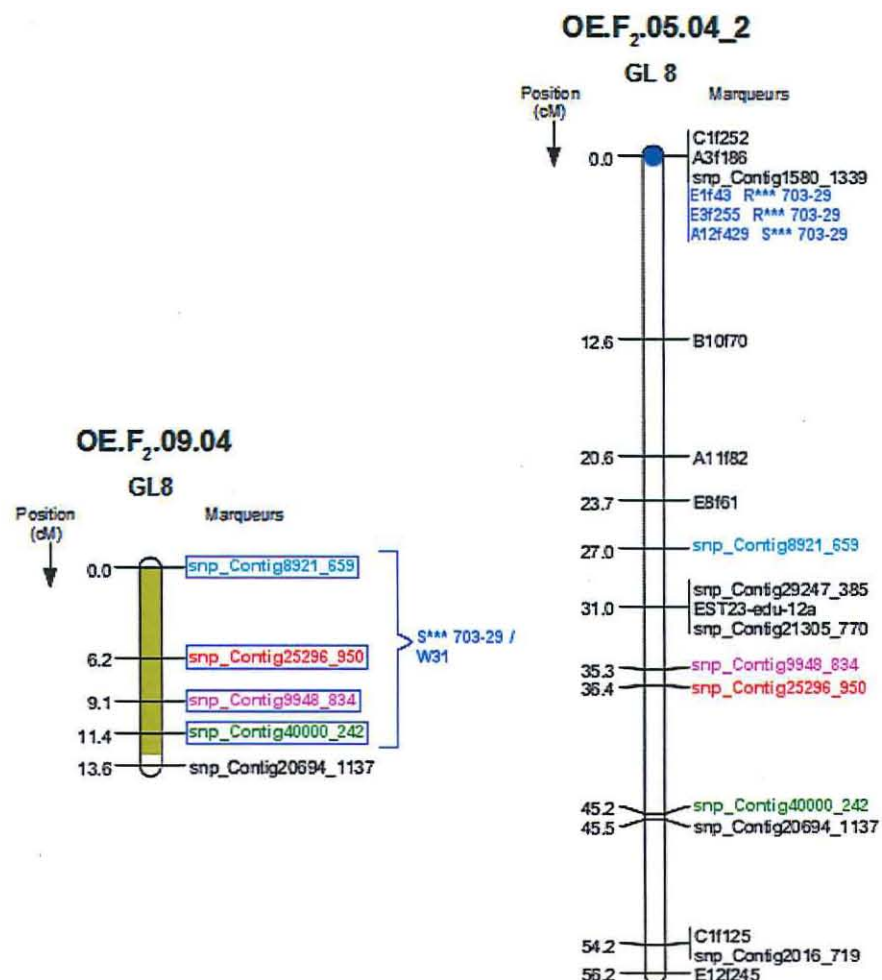 OE.F2.05.04_2
GL 8
Position (cM)
Marqueurs
0.0
C1f252
A3f186
snp_Contig1580_1339
E1f43 R*** 703-29
E3f255 R*** 703-29
A12f429 S*** 703-29
12.6 B10f70
20.6 A11f82
23.7 E8f61
27.0 snp_Contig8921_659
31.0
snp_Contig29247_385
EST23-edu-12a
snp_Contig21305_770
35.3 snp_Contig9948_834
36.4 snp_Contig25296_950
45.2 snp_Contig40000_242
45.5 snp_Contig20694_1137
54.2
C1f125
snp_Contig2016_719
56.2 E12f245
OE.F2.09.04
GL8
Position (cM)
Marqueurs
0.0 snp_Contig8921_659
6.2 snp_Contig25296_950
9.1 snp_Contig9948_834
11.4 snp_Contig40000_242
13.6 snp_Contig20694_1137
S*** 703-29 /
W31